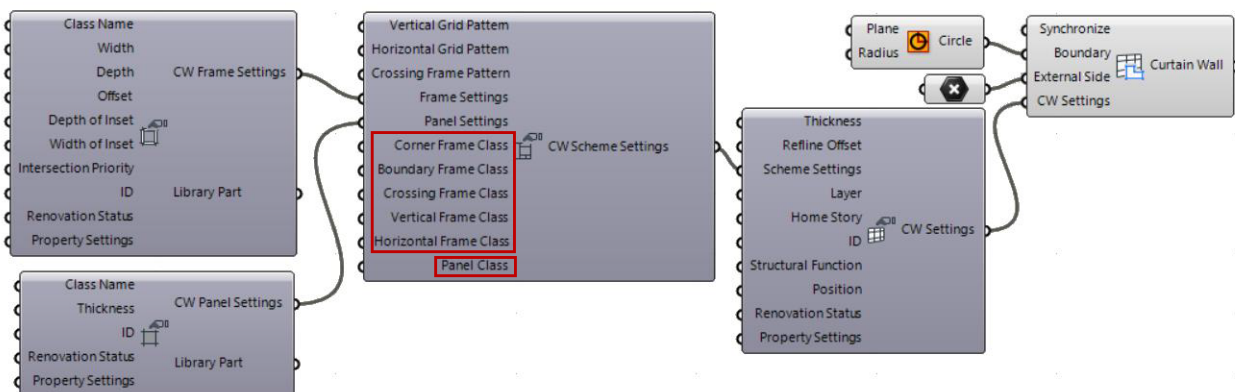 Class Name
Width
Depth
Offset
Depth of Inset
Width of Inset
Intersection Priority
ID
Renovation Status
Property Settings
CW Frame Settings
Library Part
Class Name
Thickness
ID
Renovation Status
Property Settings
CW Panel Settings
Library Part
Vertical Grid Pattern
Horizontal Grid Pattern
Crossing Frame Pattern
Frame Settings
Panel Settings
Corner Frame Class
Boundary Frame Class
Crossing Frame Class
Vertical Frame Class
Horizontal Frame Class
Panel Class
CW Scheme Settings
Plane
Radius
Circle
Thickness
Refline Offset
Scheme Settings
Layer
Home Story
ID
Structural Function
Position
Renovation Status
Property Settings
CW Settings
Synchronize
Boundary
External Side
CW Settings
Curtain Wall